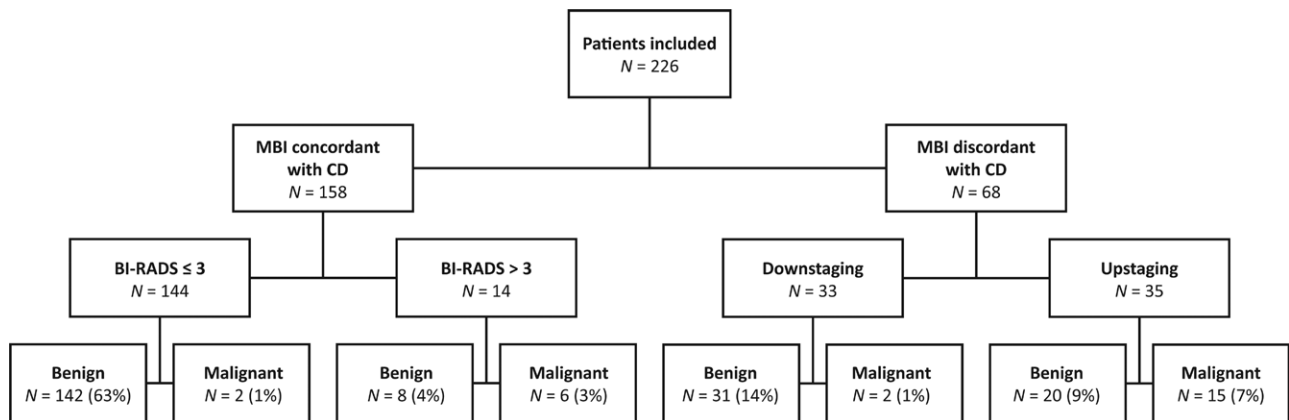 Patients included
N = 226
MBI concordant
with CD
N = 158
MBI discordant
with CD
N = 68
BI-RADS ≤ 3
N = 144
BI-RADS > 3
N = 14
Downstaging
N = 33
Upstaging
N = 35
Benign
N = 142 (63%)
Malignant
N = 2 (1%)
Benign
N = 8 (4%)
Malignant
N = 6 (3%)
Benign
N = 31 (14%)
Malignant
N = 2 (1%)
Benign
N = 20 (9%)
Malignant
N = 15 (7%)